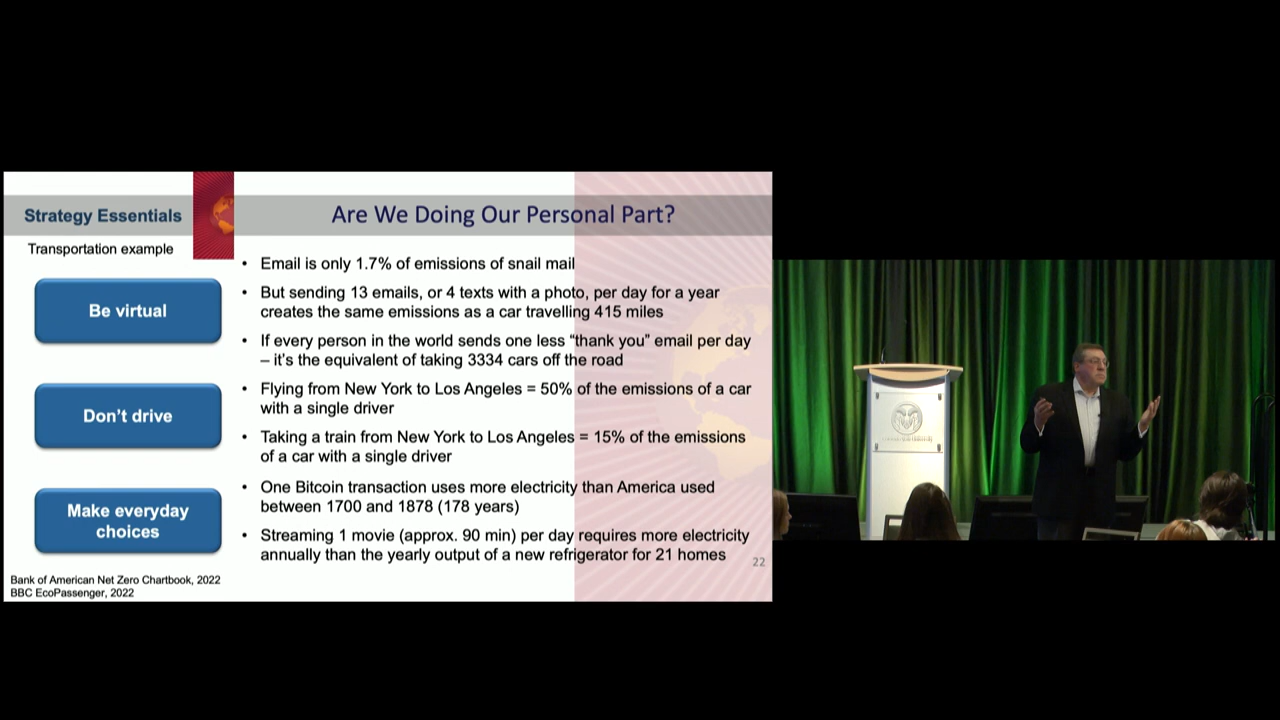 Strategy Essentials
Are We Doing Our Personal Part?
Transportation example
Be virtual
Don't drive
Make everyday
choices
• Email is only 1.7% of emissions of snail mail
• But sending 13 emails, or 4 texts with a photo, per day for a year
creates the same emissions as a car travelling 415 miles
• If every person in the world sends one less “thank you” email per day
– it's the equivalent of taking 3334 cars off the road
• Flying from New York to Los Angeles = 50% of the emissions of a car
with a single driver
• Taking a train from New York to Los Angeles = 15% of the emissions
of a car with a single driver
• One Bitcoin transaction uses more electricity than America used
between 1700 and 1878 (178 years)
• Streaming 1 movie (approx. 90 min) per day requires more electricity
annually than the yearly output of a new refrigerator for 21 homes
22
Bank of American Net Zero Chartbook, 2022
BBC EcoPassenger, 2022